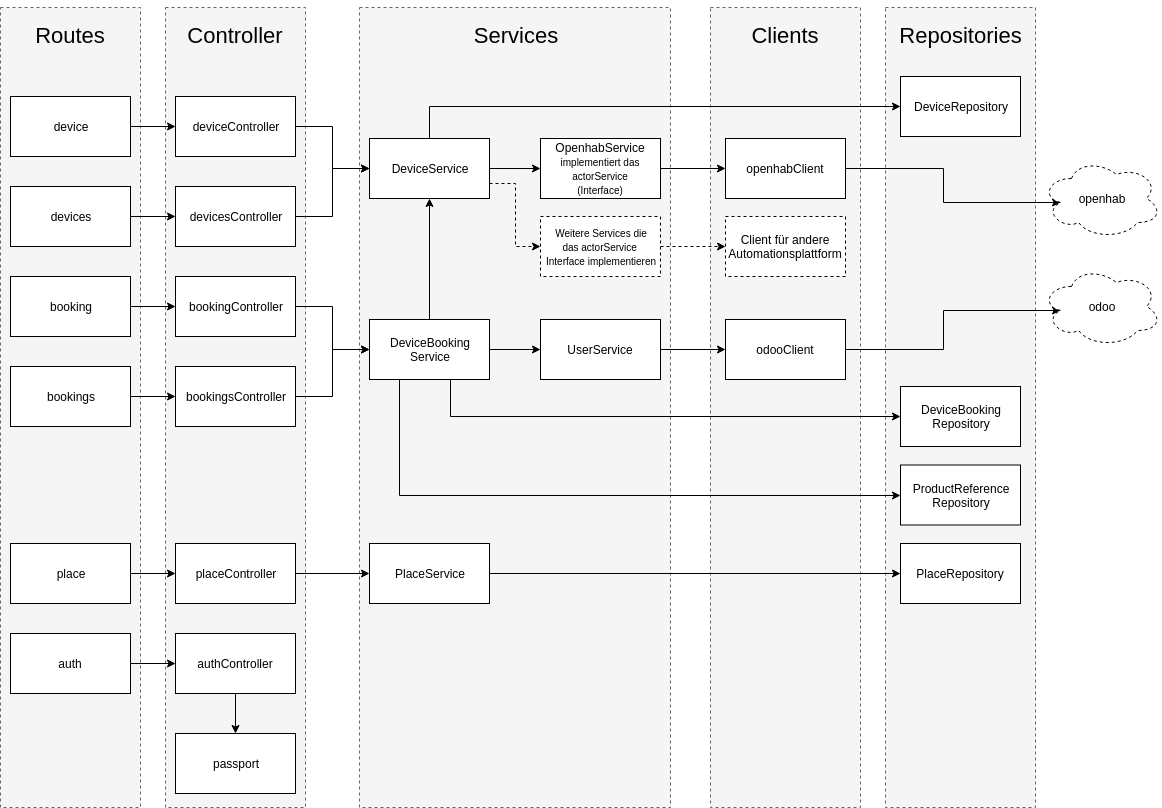 Routes
Controller
Services
Clients
Repositories
device
deviceController
DeviceService
OpenhabService
implementiert das
actorService
(Interface)
openhabClient
DeviceRepository
openhab
devices
devicesController
Weitere Services die
das actorService
Interface implementieren
Client für andere
Automationsplattform
booking
bookingController
DeviceBooking
Service
UserService
odooClient
odoo
bookings
bookingsController
DeviceBooking
Repository
ProductReference
Repository
place
placeController
PlaceService
PlaceRepository
auth
authController
passport